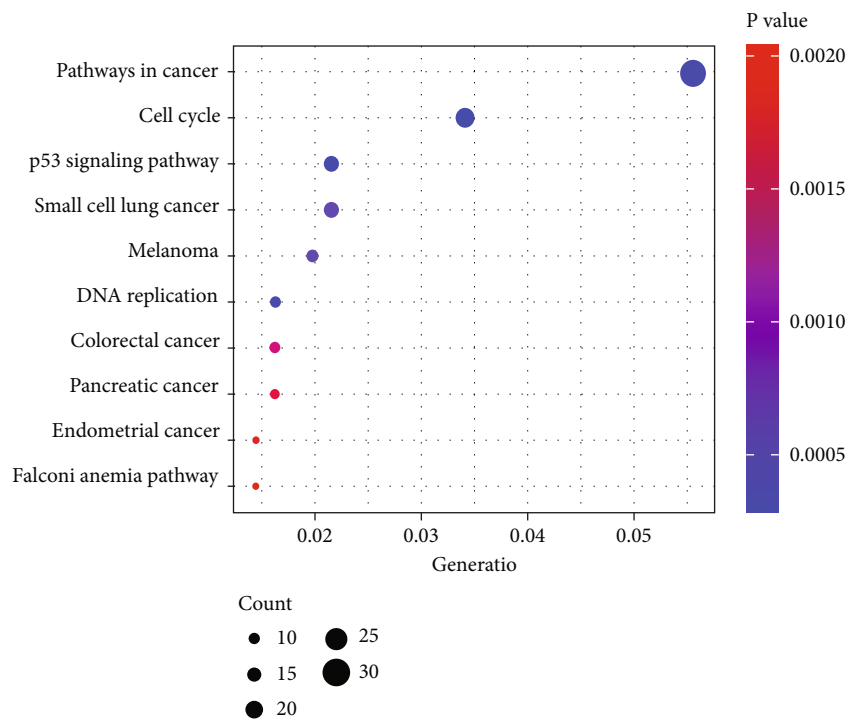 P value
Pathways in cancer
Cell cycle
p53 signaling pathway
Small cell lung cancer
Melanoma
DNA replication
Colorectal cancer
Pancreatic cancer
Endometrial cancer
Falconi anemia pathway
0.0020
0.0015
0.0010
0.0005
0.02 0.03 0.04 0.05
Generatio
Count
10 25
15 30
20